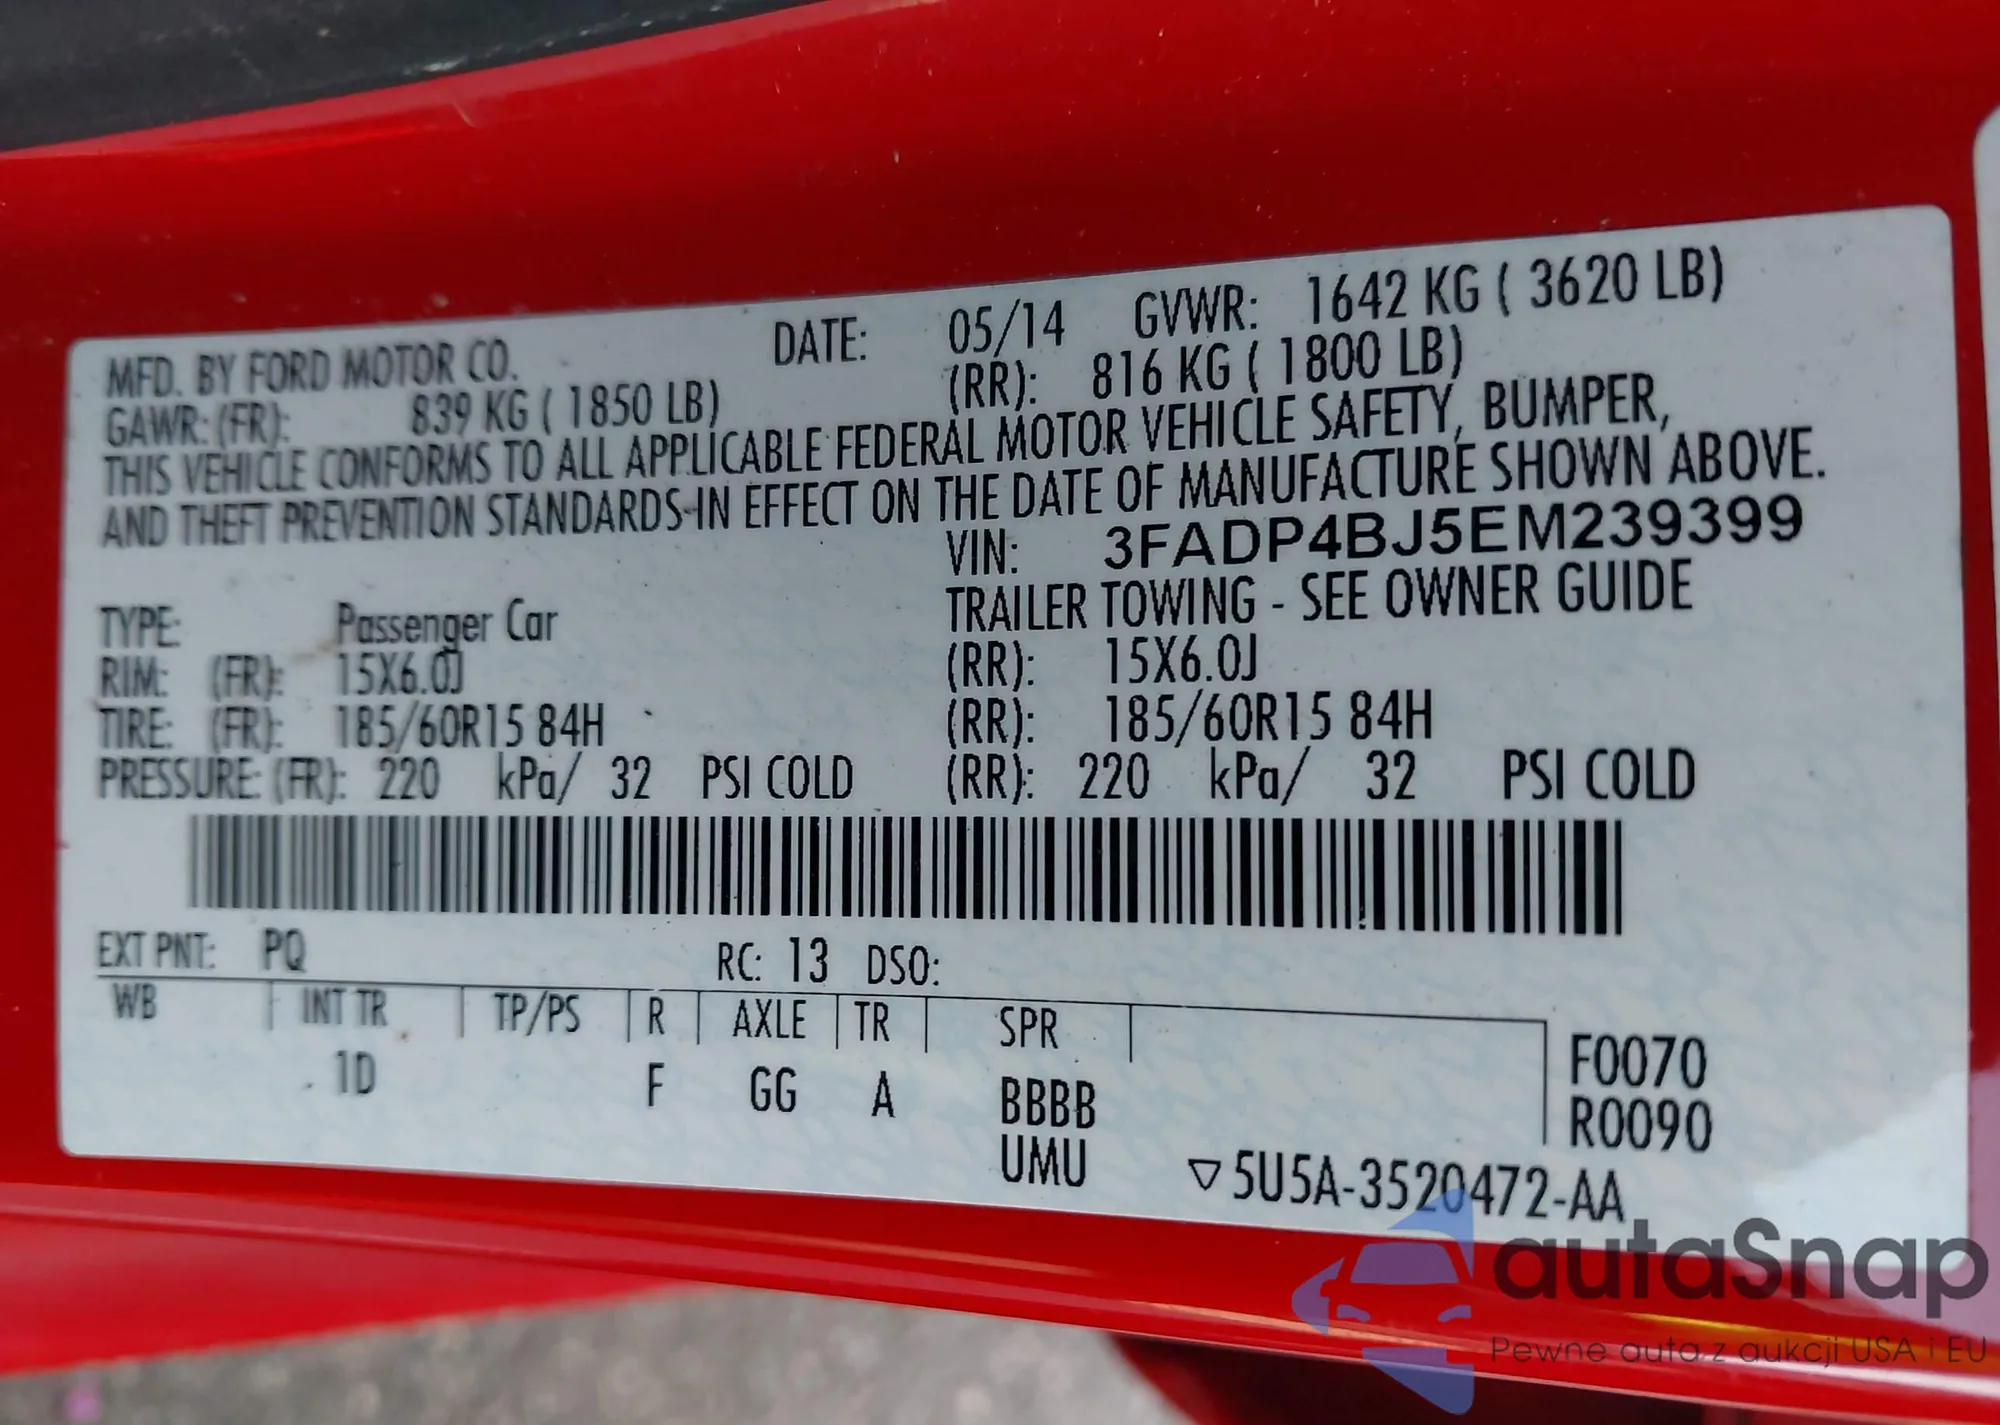 MFD. BY FORD MOTOR CO. DATE: 05/14 GVWR: 1642 KG ( 3620 LB)
GAWR: (FR): 839 KG ( 1850 LB) (RR): 816 KG ( 1800 LB)
THIS VEHICLE CONFORMS TO ALL APPLICABLE FEDERAL MOTOR VEHICLE SAFETY, BUMPER,
AND THEFT PREVENTION STANDARDS IN EFFECT ON THE DATE OF MANUFACTURE SHOWN ABOVE.
VIN: 3FADP4BJ5EM239399
TYPE: Passenger Car TRAILER TOWING - SEE OWNER GUIDE
RIM: (FR): 15X6.0J (RR): 15X6.0J
TIRE: (FR): 185/60R15 84H (RR): 185/60R15 84H
PRESSURE: (FR): 220 kPa/ 32 PSI COLD (RR): 220 kPa/ 32 PSI COLD
EXT PNT: PQ RC: 13 DSO:
WB INT TR TP/PS R AXLE TR SPR F0070
1D F GG A BBBB R0090
UMU ▽5U5A-3520472-AA
autaSnap
Pewne auta z aukcji USA i EU